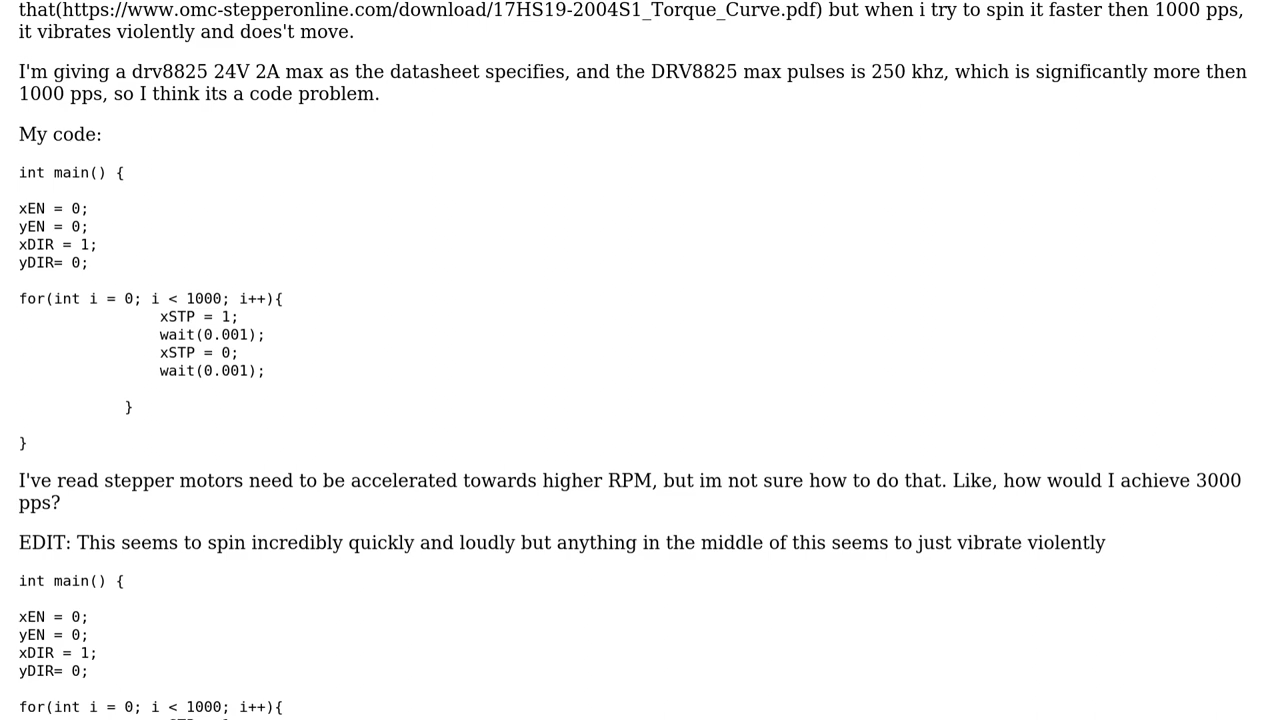 that(https://www.omc-stepperonline.com/download/17HS19-2004S1_Torque_Curve.pdf) but when i try to spin it faster then 1000 pps,
it vibrates violently and does't move.
I'm giving a drv8825 24V 2A max as the datasheet specifies, and the DRV8825 max pulses is 250 khz, which is significantly more then
1000 pps, so I think its a code problem.
My code:
int main() {
xEN = 0;
yEN = 0;
xDIR = 1;
yDIR= 0;
for(int i = 0; i < 1000; i++){
xSTP = 1;
wait(0.001);
xSTP = 0;
wait(0.001);
}
}
I've read stepper motors need to be accelerated towards higher RPM, but im not sure how to do that. Like, how would I achieve 3000
pps?
EDIT: This seems to spin incredibly quickly and loudly but anything in the middle of this seems to just vibrate violently
int main() {
xEN = 0;
yEN = 0;
xDIR = 1;
yDIR= 0;
for(int i = 0; i < 1000; i++){